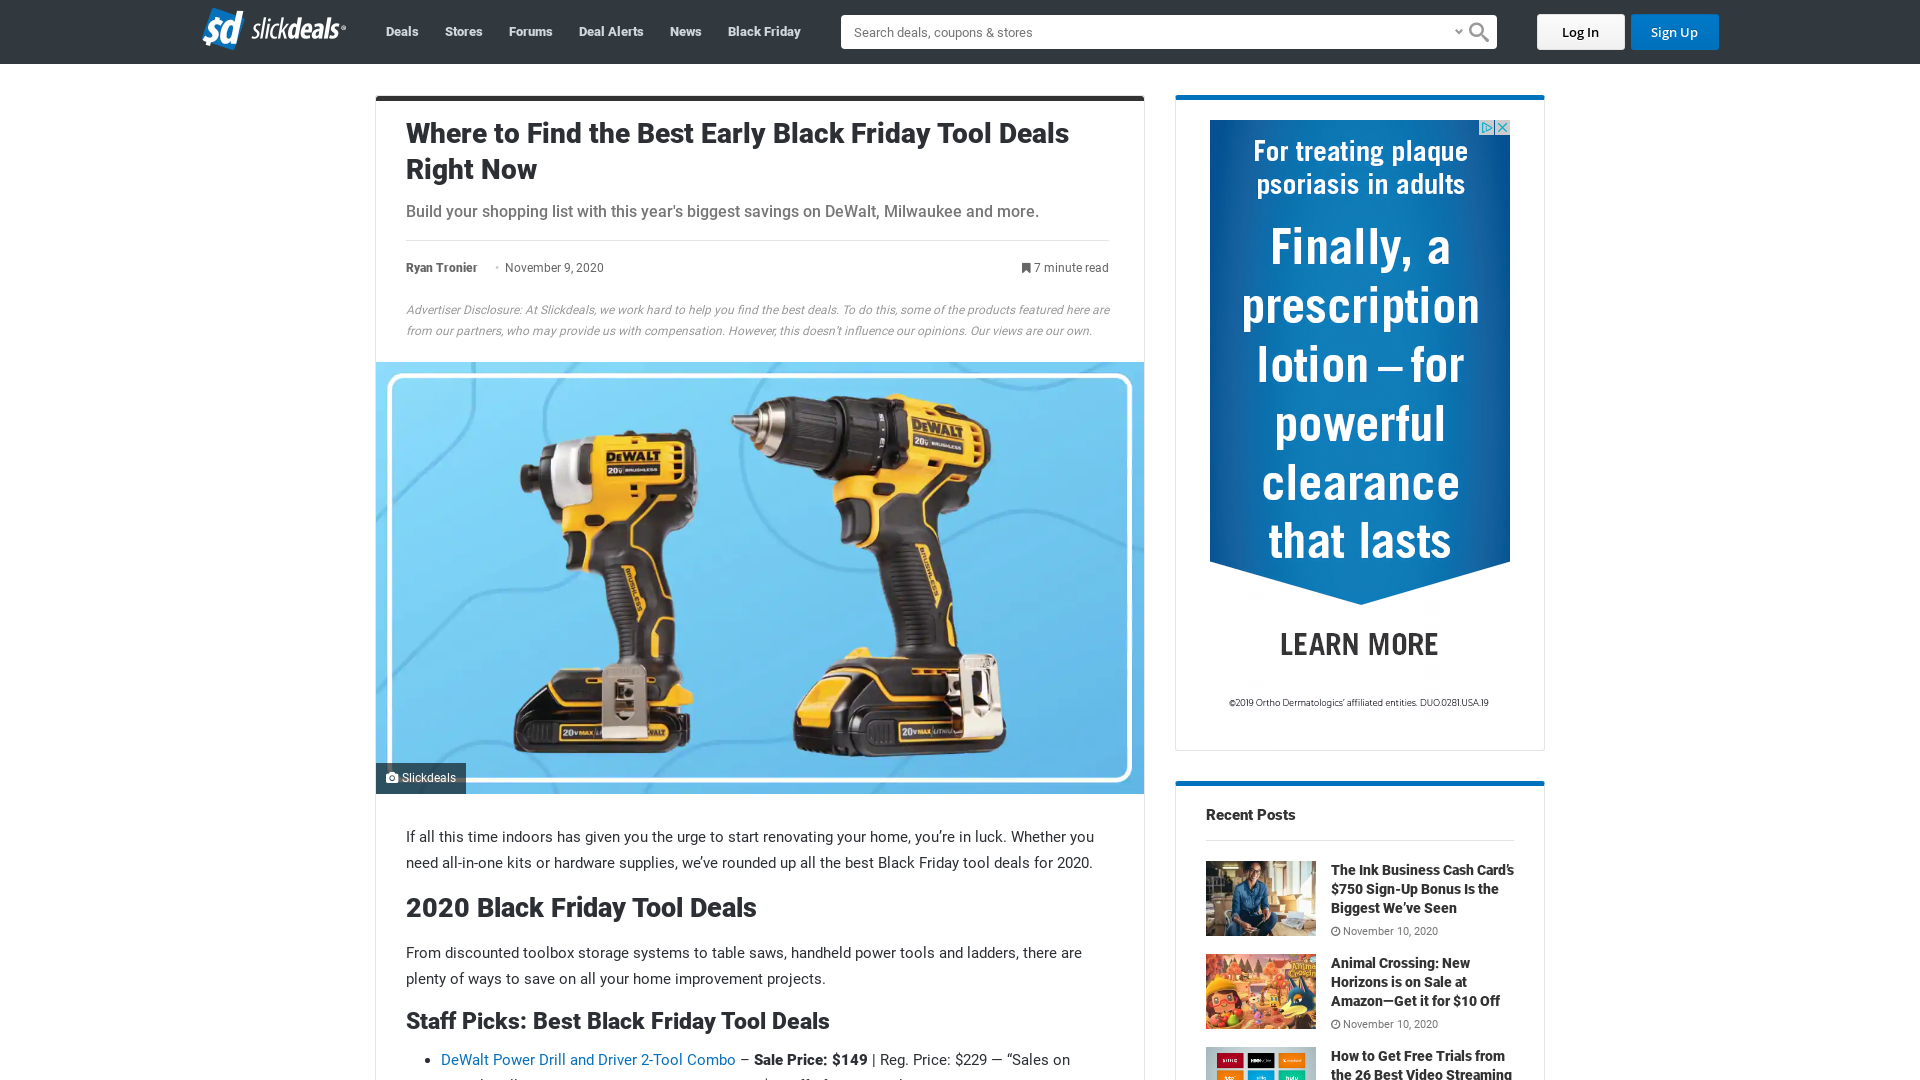 $d slickdeals
Deals
Stores
Forums
Deal Alerts
News
Black Friday
Search deals, coupons & stores
Log In
Sign Up
Where to Find the Best Early Black Friday Tool Deals
Right Now
Build your shopping list with this year's biggest savings on DeWalt, Milwaukee and more.
Ryan Tronier
November 9, 2020
7 minute read
Advertiser Disclosure: At Slickdeals, we work hard to help you find the best deals. To do this, some of the products featured here are
from our partners, who may provide us with compensation. However, this doesn't influence our opinions. Our views are our own.
DEWALT
20V BRUSHLESS
BRUSHLESS
20V MAX LITHIUM DEWALT
DEWALT
20V BRUSHLESS
BRUSHLESS
20V MAX LITHIUM
Slickdeals
If all this time indoors has given you the urge to start renovating your home, you’re in luck. Whether you
need all-in-one kits or hardware supplies, we’ve rounded up all the best Black Friday tool deals for 2020.
2020 Black Friday Tool Deals
From discounted toolbox storage systems to table saws, handheld power tools and ladders, there are
plenty of ways to save on all your home improvement projects.
Staff Picks: Best Black Friday Tool Deals
• DeWalt Power Drill and Driver 2-Tool Combo – Sale Price: $149 | Reg. Price: $229 — “Sales on
For treating plaque
psoriasis in adults
Finally, a
prescription
lotion – for
powerful
clearance
that lasts
LEARN MORE
©2019 Ortho Dermatologics’ affiliated entities. DUO.0281.USA.19
Recent Posts
The Ink Business Cash Card’s
$750 Sign-Up Bonus Is the
Biggest We’ve Seen
November 10, 2020
Animal Crossing: New
Horizons is on Sale at
Amazon—Get it for $10 Off
November 10, 2020
How to Get Free Trials from
the 26 Best Video Streaming